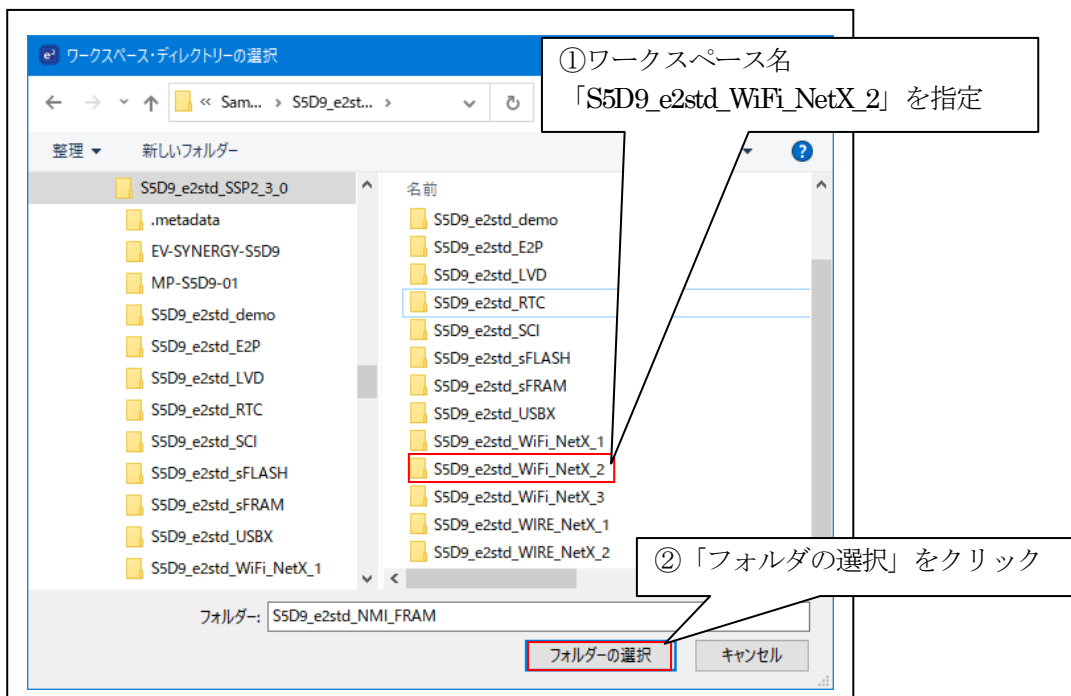 ワークスペース・ディレクトリーの選択
①ワークスペース名
「S5D9_e2std_WiFi_NetX_2」を指定
« Sam... › S5D9_e2st... ›
整理 新しいフォルダー
S5D9_e2std_SSP2_3_0
.metadata
EV-SYNERGY-S5D9
MP-S5D9-01
S5D9_e2std_demo
S5D9_e2std_E2P
S5D9_e2std_LVD
S5D9_e2std_RTC
S5D9_e2std_SCI
S5D9_e2std_sFLASH
S5D9_e2std_sFRAM
S5D9_e2std_USBX
S5D9_e2std_WiFi_NetX_1
名前
S5D9_e2std_demo
S5D9_e2std_E2P
S5D9_e2std_LVD
S5D9_e2std_RTC
S5D9_e2std_SCI
S5D9_e2std_sFLASH
S5D9_e2std_sFRAM
S5D9_e2std_USBX
S5D9_e2std_WiFi_NetX_1
S5D9_e2std_WiFi_NetX_2
S5D9_e2std_WiFi_NetX_3
S5D9_e2std_WIRE_NetX_1
S5D9_e2std_WIRE_NetX_2
②「フォルダの選択」をクリック
フォルダー: S5D9_e2std_NMI_FRAM
フォルダーの選択 キャンセル